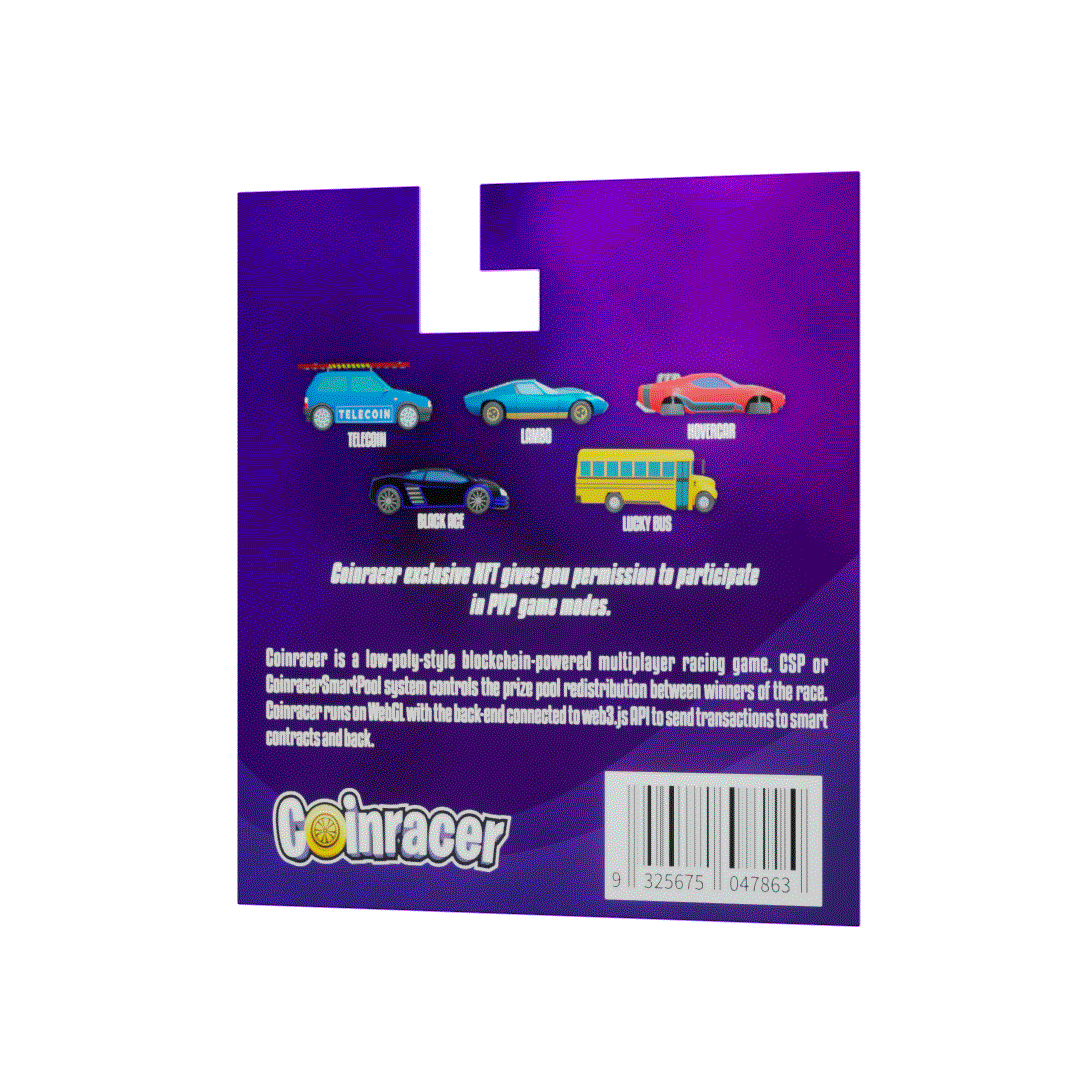 TELECOIN
TELECOIN
LAMBO
HOVERCAR
BLACK ACE
LUCKY BUS
Coinracer exclusive NFT gives you permission to participate
in PVP game modes.
Coinracer is a low-poly-style blockchain-powered multiplayer racing game. CSP or
CoinracerSmartPool system controls the prize pool redistribution between winners of the race.
Coinracer runs on WebGL with the back-end connected to web3.js API to send transactions to smart
contracts and back.
Coinracer
9 325675 047863